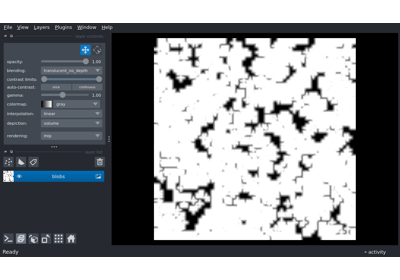 File View Layers Plugins Window Help
opacity: 1.00
blending: translucent_no_depth
contrast limits:
auto-contrast: once continuous
gamma: 1.00
colormap: gray
interpolation: linear
depiction: volume
rendering: mip
blobs
Ready
activity